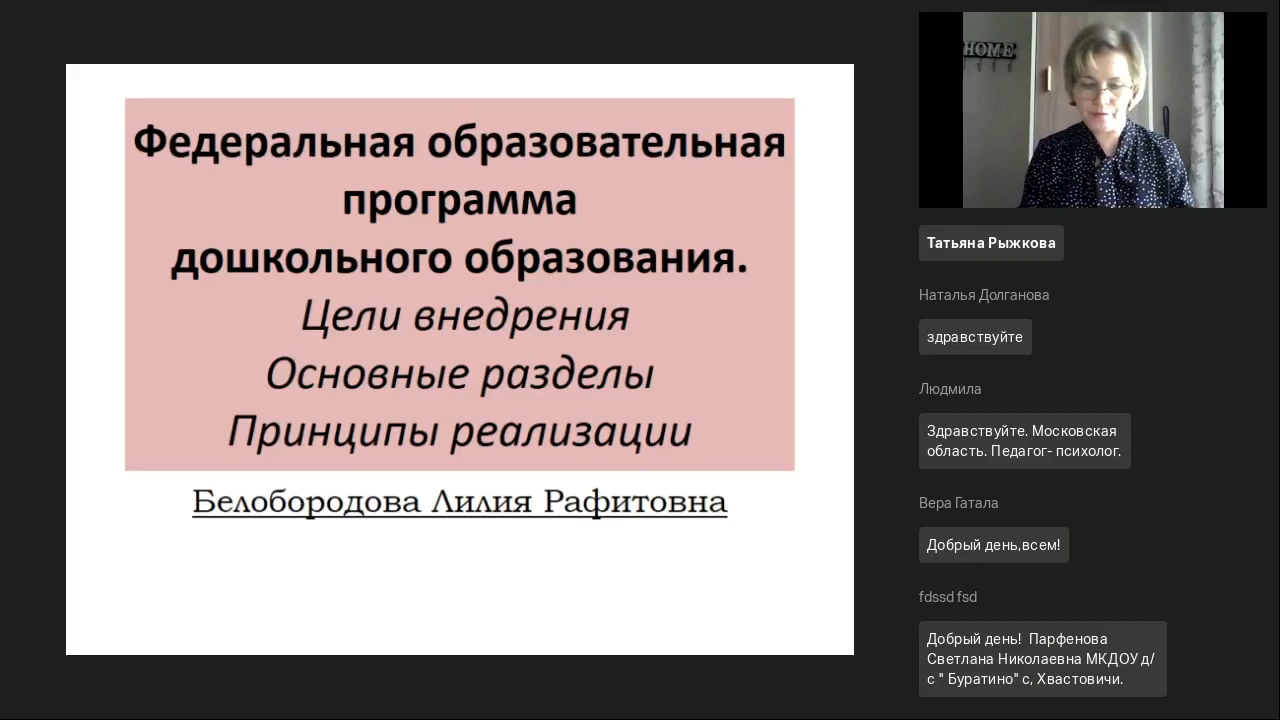 Федеральная образовательная
программа
дошкольного образования.
Цели внедрения
Основные разделы
Принципы реализации
Белобородова Лилия Рафитовна
HOME
Татьяна Рыжкова
Наталья Долганова
здравствуйте
Людмила
Здравствуйте. Московская
область. Педагог- психолог.
Вера Гатала
Добрый день,всем!
fdssd fsd
Добрый день!  Парфенова
Светлана Николаевна МКДОУ д/
с " Буратино" с, Хвастовичи.